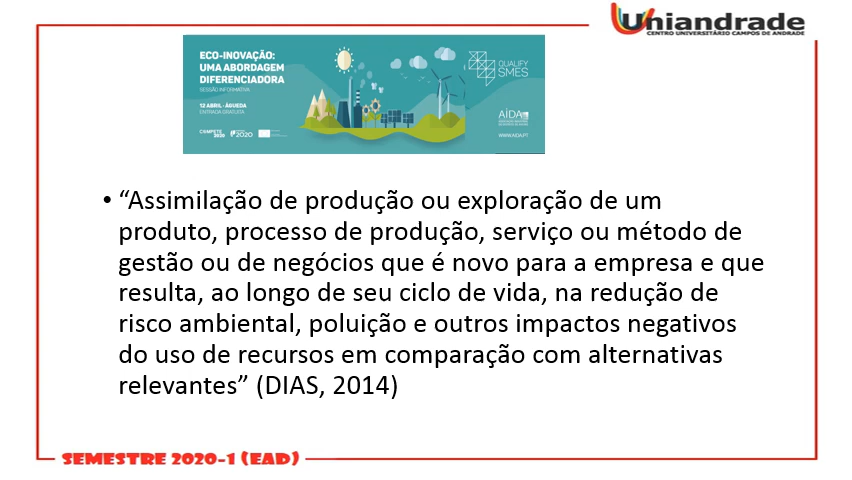 Uniandrade
CENTRO UNIVERSITÁRIO CAMPOS DE ANDRADE
ECO-INOVAÇÃO:
UMA ABORDAGEM
DIFERENCIADORA
SESSÃO INFORMATIVA
12 ABRIL · ÁGUEDA
ENTRADA GRATUITA
COMPETE
2020
2020
QUALIFY
SMES
AIDA
WWW.AIDA.PT
• “Assimilação de produção ou exploração de um
produto, processo de produção, serviço ou método de
gestão ou de negócios que é novo para a empresa e que
resulta, ao longo de seu ciclo de vida, na redução de
risco ambiental, poluição e outros impactos negativos
do uso de recursos em comparação com alternativas
relevantes” (DIAS, 2014)
SEMESTRE 2020-1 (EAD)